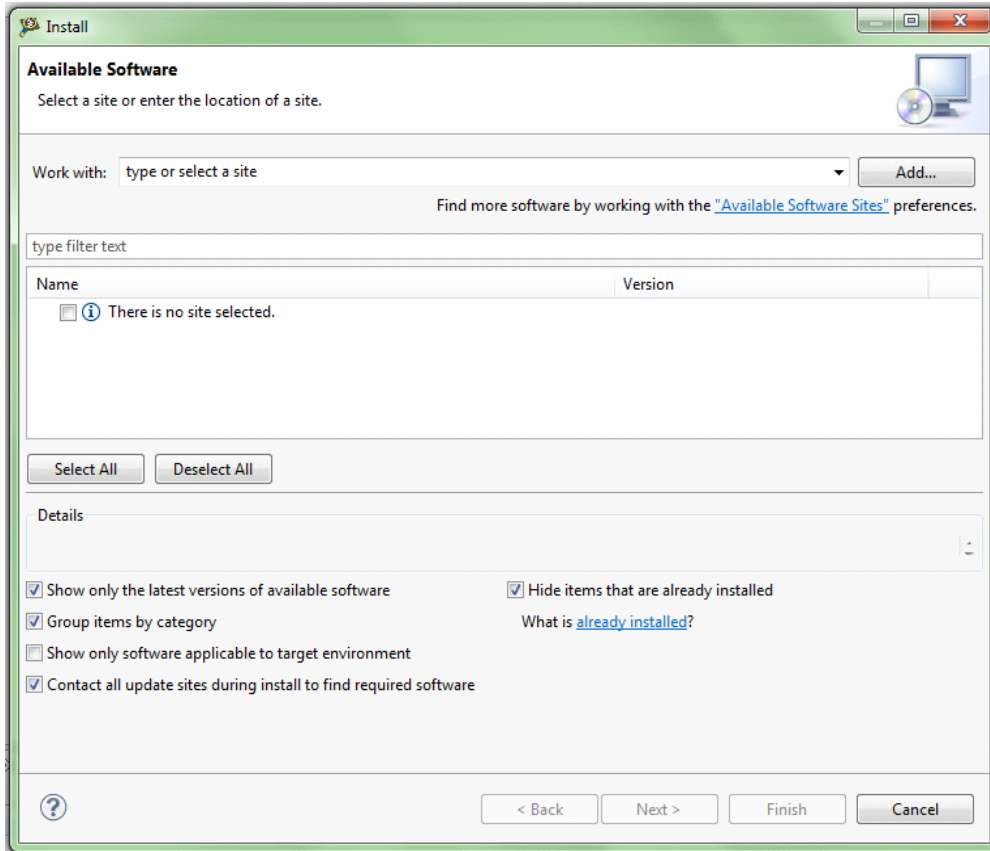 Install
Available Software
Select a site or enter the location of a site.
Work with: type or select a site Add...
Find more software by working with the "Available Software Sites" preferences.
type filter text
Name Version
There is no site selected.
Select All Deselect All
Details
Show only the latest versions of available software Hide items that are already installed
Group items by category What is already installed?
Show only software applicable to target environment
Contact all update sites during install to find required software
< Back Next > Finish Cancel